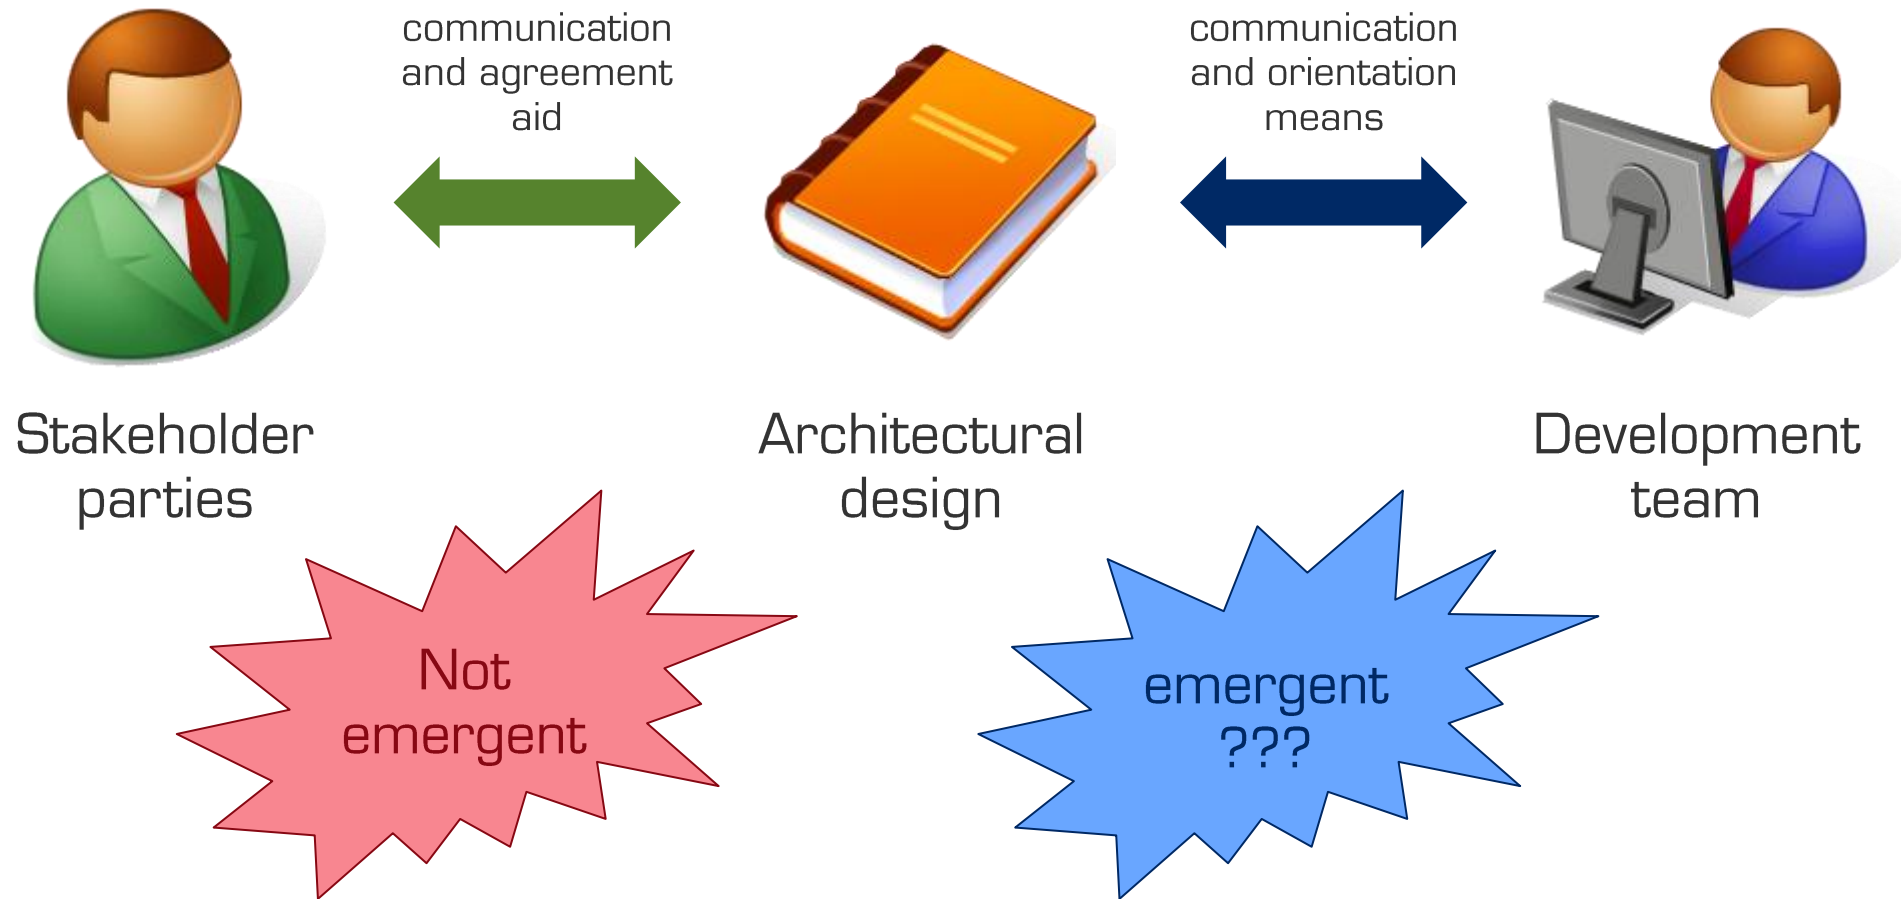 communication
and agreement
aid
communication
and orientation
means
Stakeholder
parties
Architectural
design
Development
team
Not
emergent
emergent
???